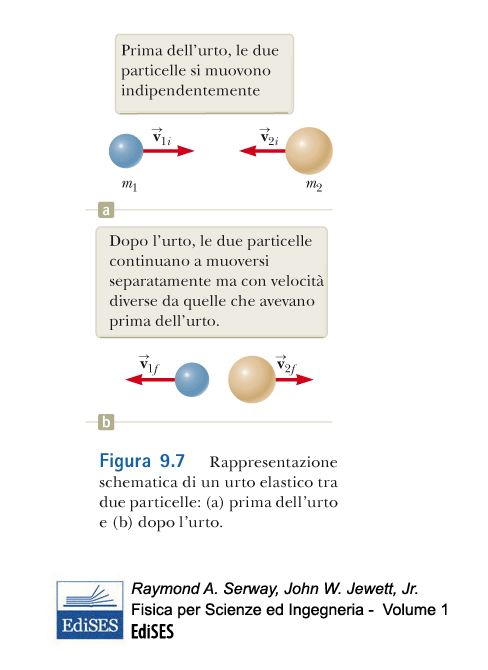 Prima dell'urto, le due
particelle si muovono
indipendentemente
v⃗1i
v⃗2i
m1
m2
a
Dopo l'urto, le due particelle
continuano a muoversi
separatamente ma con velocità
diverse da quelle che avevano
prima dell'urto.
v⃗1f
v⃗2f
b
Figura 9.7 Rappresentazione
schematica di un urto elastico tra
due particelle: (a) prima dell'urto
e (b) dopo l'urto.
EdiSES
Raymond A. Serway, John W. Jewett, Jr.
Fisica per Scienze ed Ingegneria - Volume 1
EdiSES